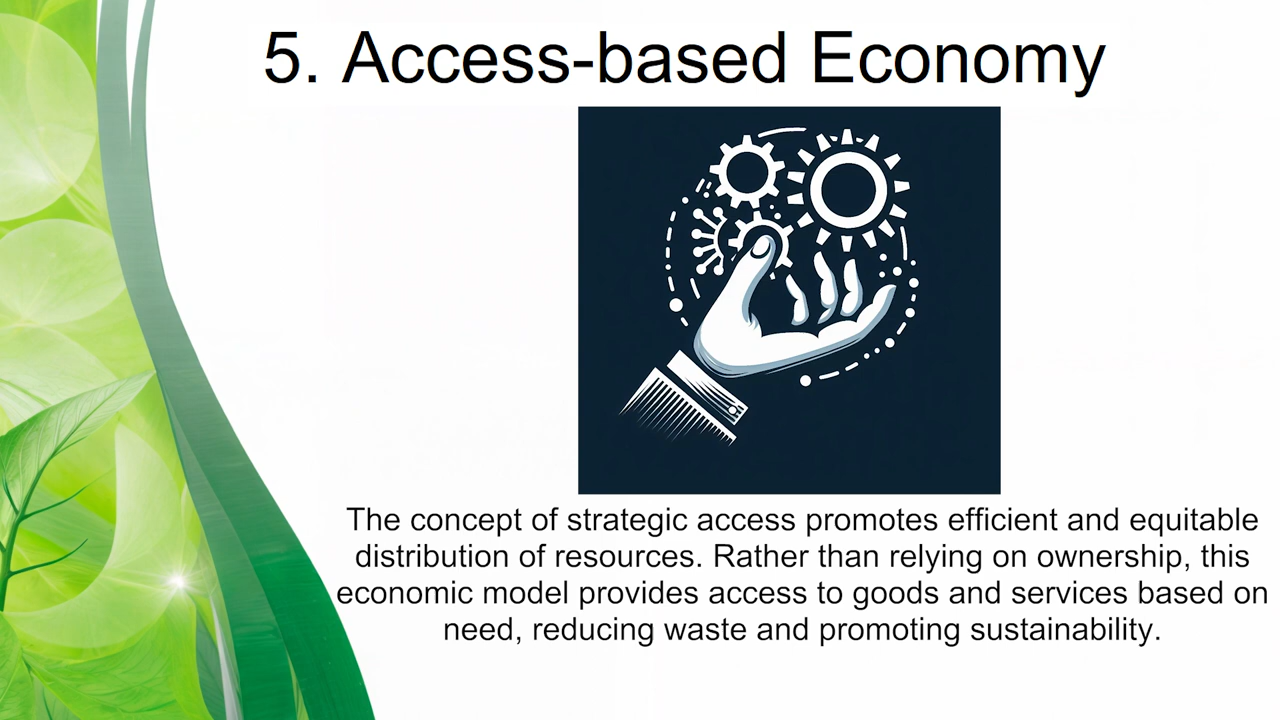 5. Access-based Economy
The concept of strategic access promotes efficient and equitable
distribution of resources. Rather than relying on ownership, this
economic model provides access to goods and services based on
need, reducing waste and promoting sustainability.